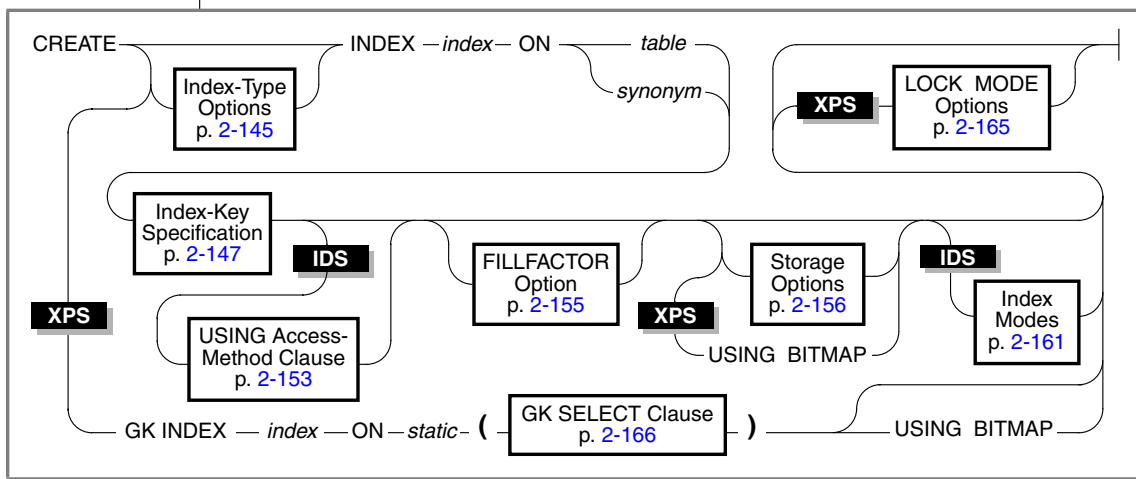 CREATE INDEX index ON table
synonym
Index-Type
Options
p. 2-145
XPS
LOCK MODE
Options
p. 2-165
Index-Key
Specification
p. 2-147
IDS
USING Access-
Method Clause
p. 2-153
FILLFACTOR
Option
p. 2-155
XPS
USING BITMAP
Storage
Options
p. 2-156
IDS
Index
Modes
p. 2-161
XPS
GK INDEX index ON static ( GK SELECT Clause
p. 2-166 ) USING BITMAP